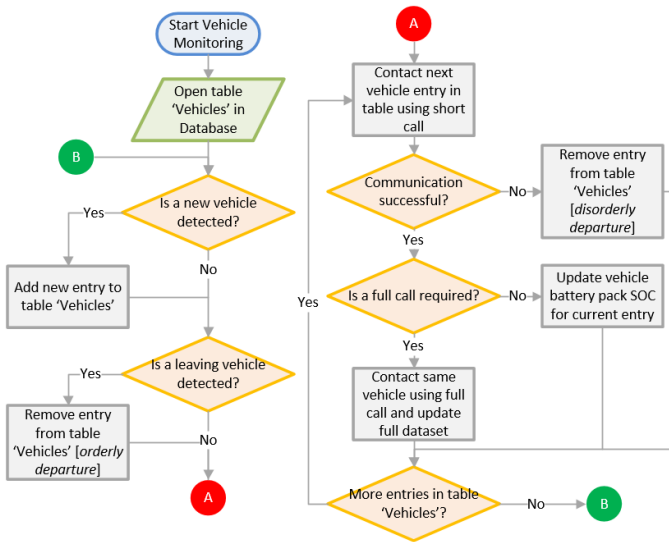 Start Vehicle
Monitoring
Open table
‘Vehicles’ in
Database
B
Is a new vehicle
detected?
Yes
No
Add new entry to
table ‘Vehicles’
Is a leaving vehicle
detected?
Yes
No
Remove entry
from table
‘Vehicles’ [orderly
departure]
A
A
Contact next
vehicle entry in
table using short
call
Communication
successful?
No
Remove entry
from table
‘Vehicles’
[disorderly
departure]
Yes
Is a full call required?
No
Update vehicle
battery pack SOC
for current entry
Yes
Yes
Contact same
vehicle using full
call and update
full dataset
More entries in table
‘Vehicles’?
No
B